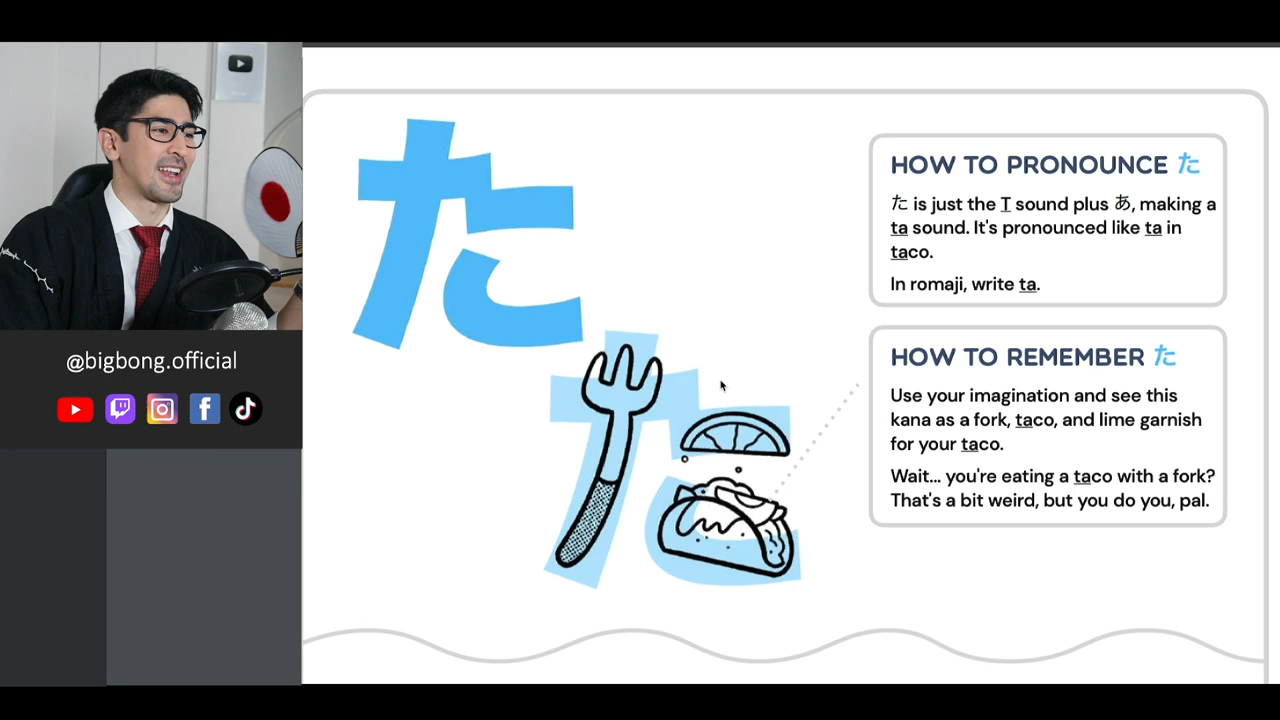 @bigbong.official
た
HOW TO PRONOUNCE た
た is just the T sound plus あ, making a
ta sound. It's pronounced like ta in
taco.
In romaji, write ta.
HOW TO REMEMBER た
Use your imagination and see this
kana as a fork, taco, and lime garnish
for your taco.
Wait... you're eating a taco with a fork?
That's a bit weird, but you do you, pal.
た